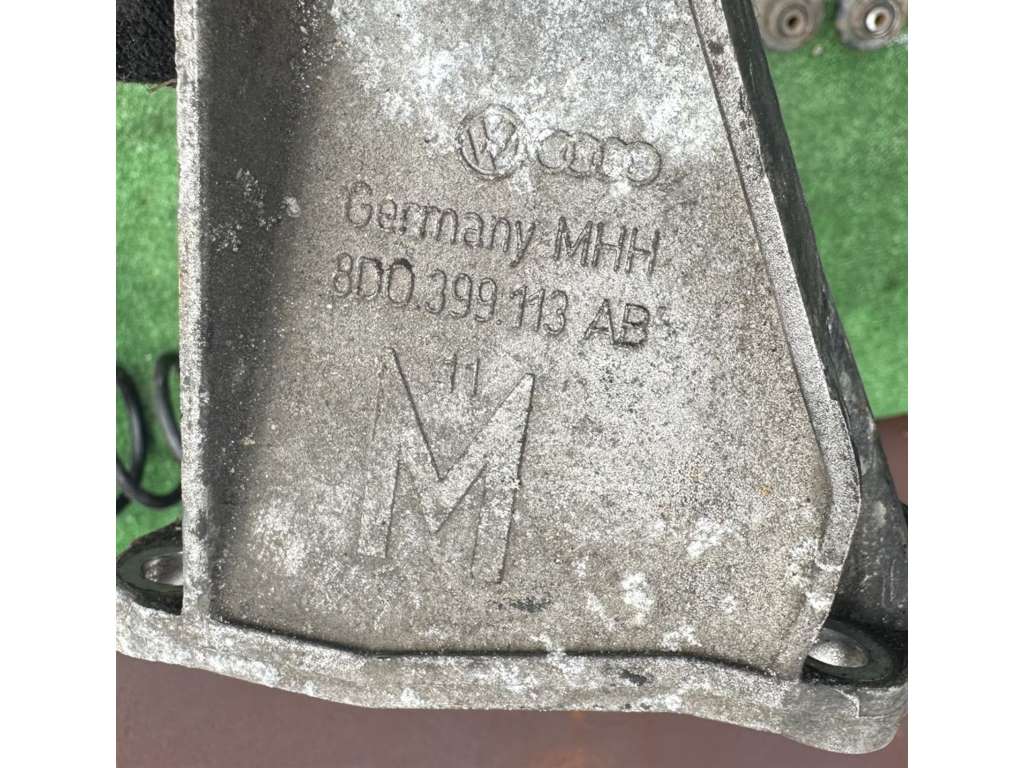 Germany MHH
8D0.399.113 AB
11
M